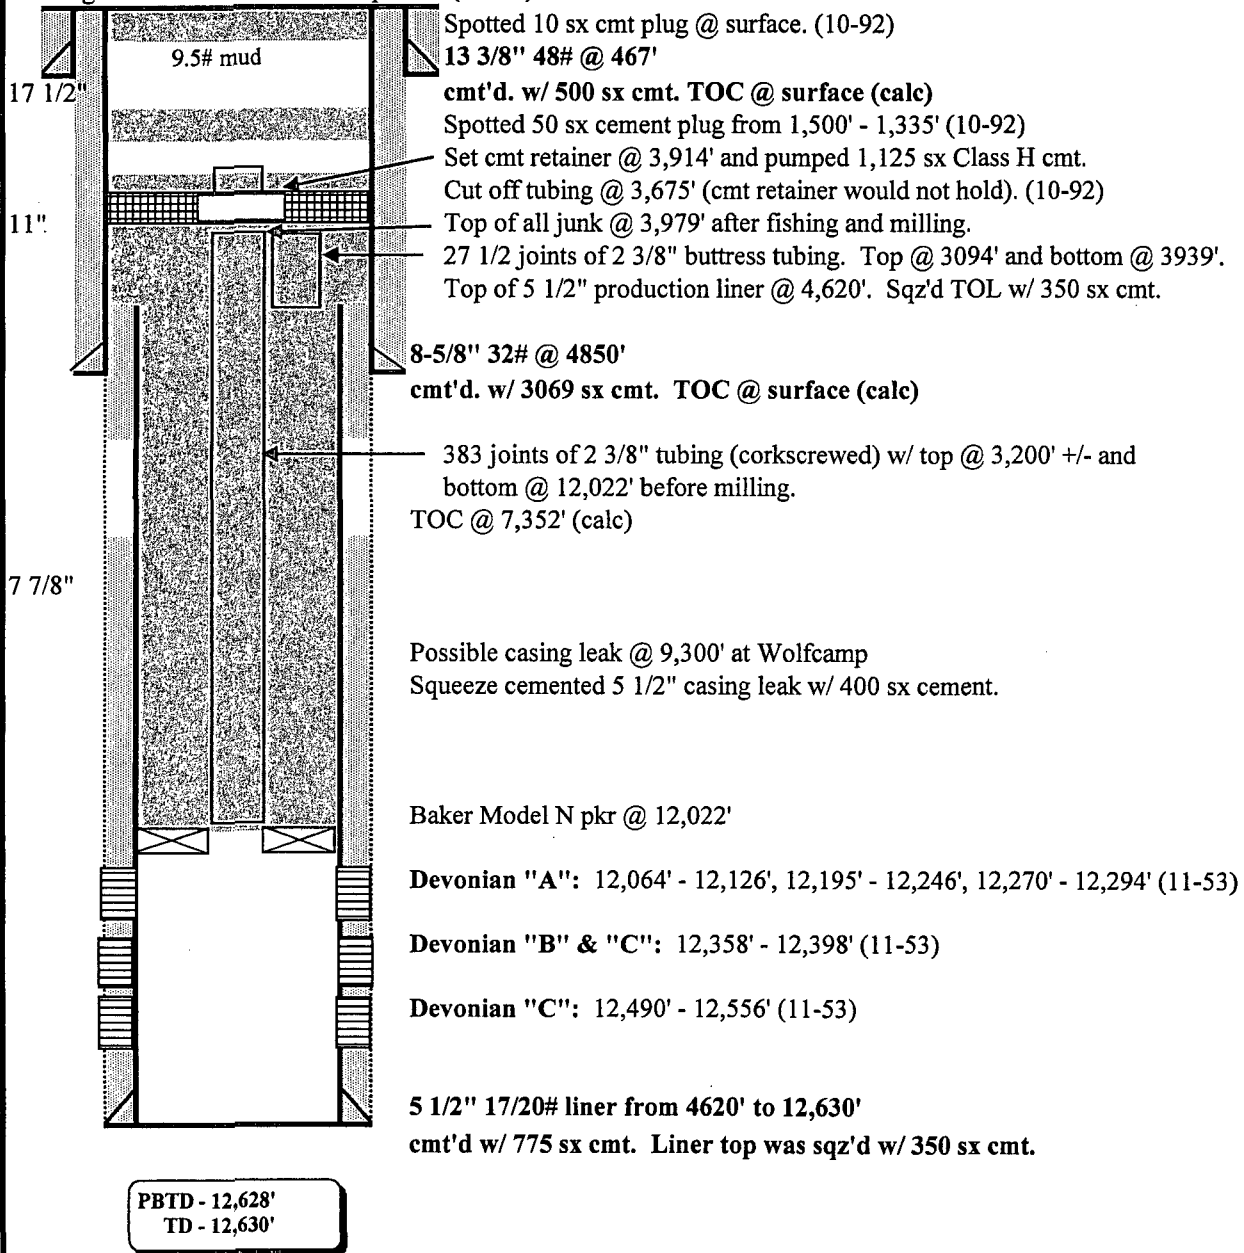 Spotted 10 sx cmt plug @ surface. (10-92)
9.5# mud
13 3/8" 48# @ 467'
17 1/2"
cmt'd. w/ 500 sx cmt. TOC @ surface (calc)
Spotted 50 sx cement plug from 1,500' - 1,335' (10-92)
Set cmt retainer @ 3,914' and pumped 1,125 sx Class H cmt.
Cut off tubing @ 3,675' (cmt retainer would not hold). (10-92)
11"
Top of all junk @ 3,979' after fishing and milling.
27 1/2 joints of 2 3/8" buttress tubing. Top @ 3094' and bottom @ 3939'.
Top of 5 1/2" production liner @ 4,620'. Sqz'd TOL w/ 350 sx cmt.
8-5/8" 32# @ 4850'
cmt'd. w/ 3069 sx cmt. TOC @ surface (calc)
383 joints of 2 3/8" tubing (corkscrewed) w/ top @ 3,200' +/- and
bottom @ 12,022' before milling.
TOC @ 7,352' (calc)
7 7/8"
Possible casing leak @ 9,300' at Wolfcamp
Squeeze cemented 5 1/2" casing leak w/ 400 sx cement.
Baker Model N pkr @ 12,022'
Devonian "A": 12,064' - 12,126', 12,195' - 12,246', 12,270' - 12,294' (11-53)
Devonian "B" & "C": 12,358' - 12,398' (11-53)
Devonian "C": 12,490' - 12,556' (11-53)
5 1/2" 17/20# liner from 4620' to 12,630'
cmt'd w/ 775 sx cmt. Liner top was sqz'd w/ 350 sx cmt.
PBTD - 12,628'
TD - 12,630'